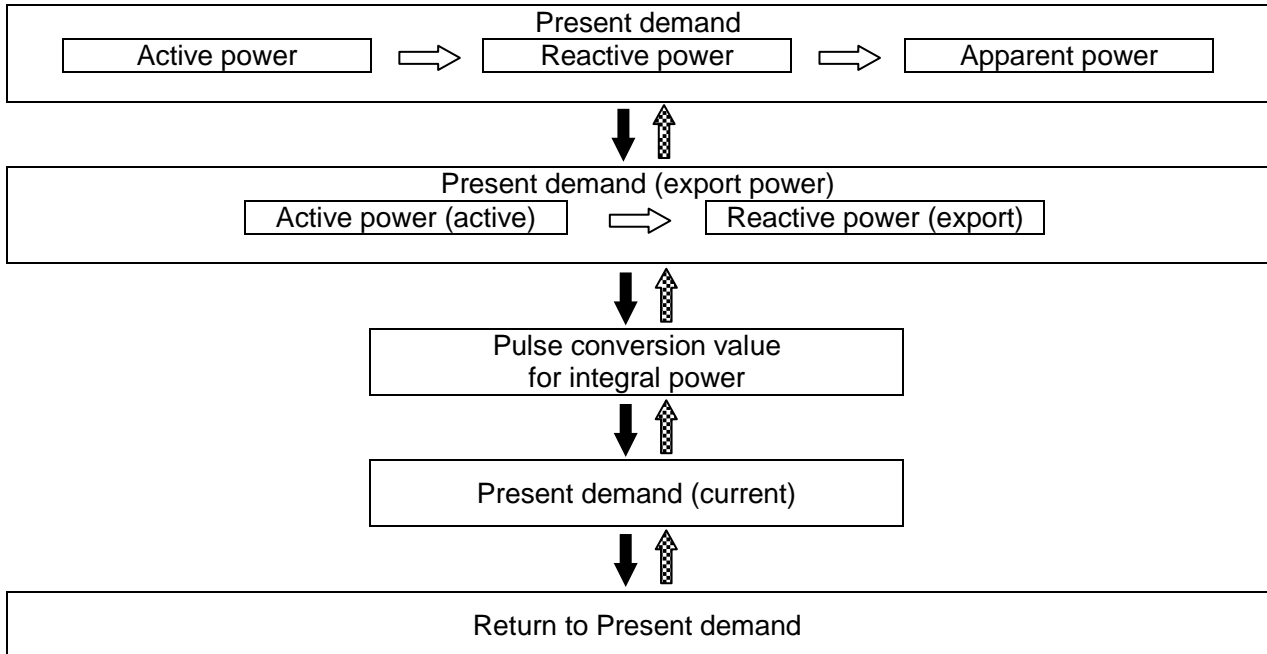 Present demand
Active power
Reactive power
Apparent power
Present demand (export power)
Active power (active)
Reactive power (export)
Pulse conversion value
for integral power
Present demand (current)
Return to Present demand